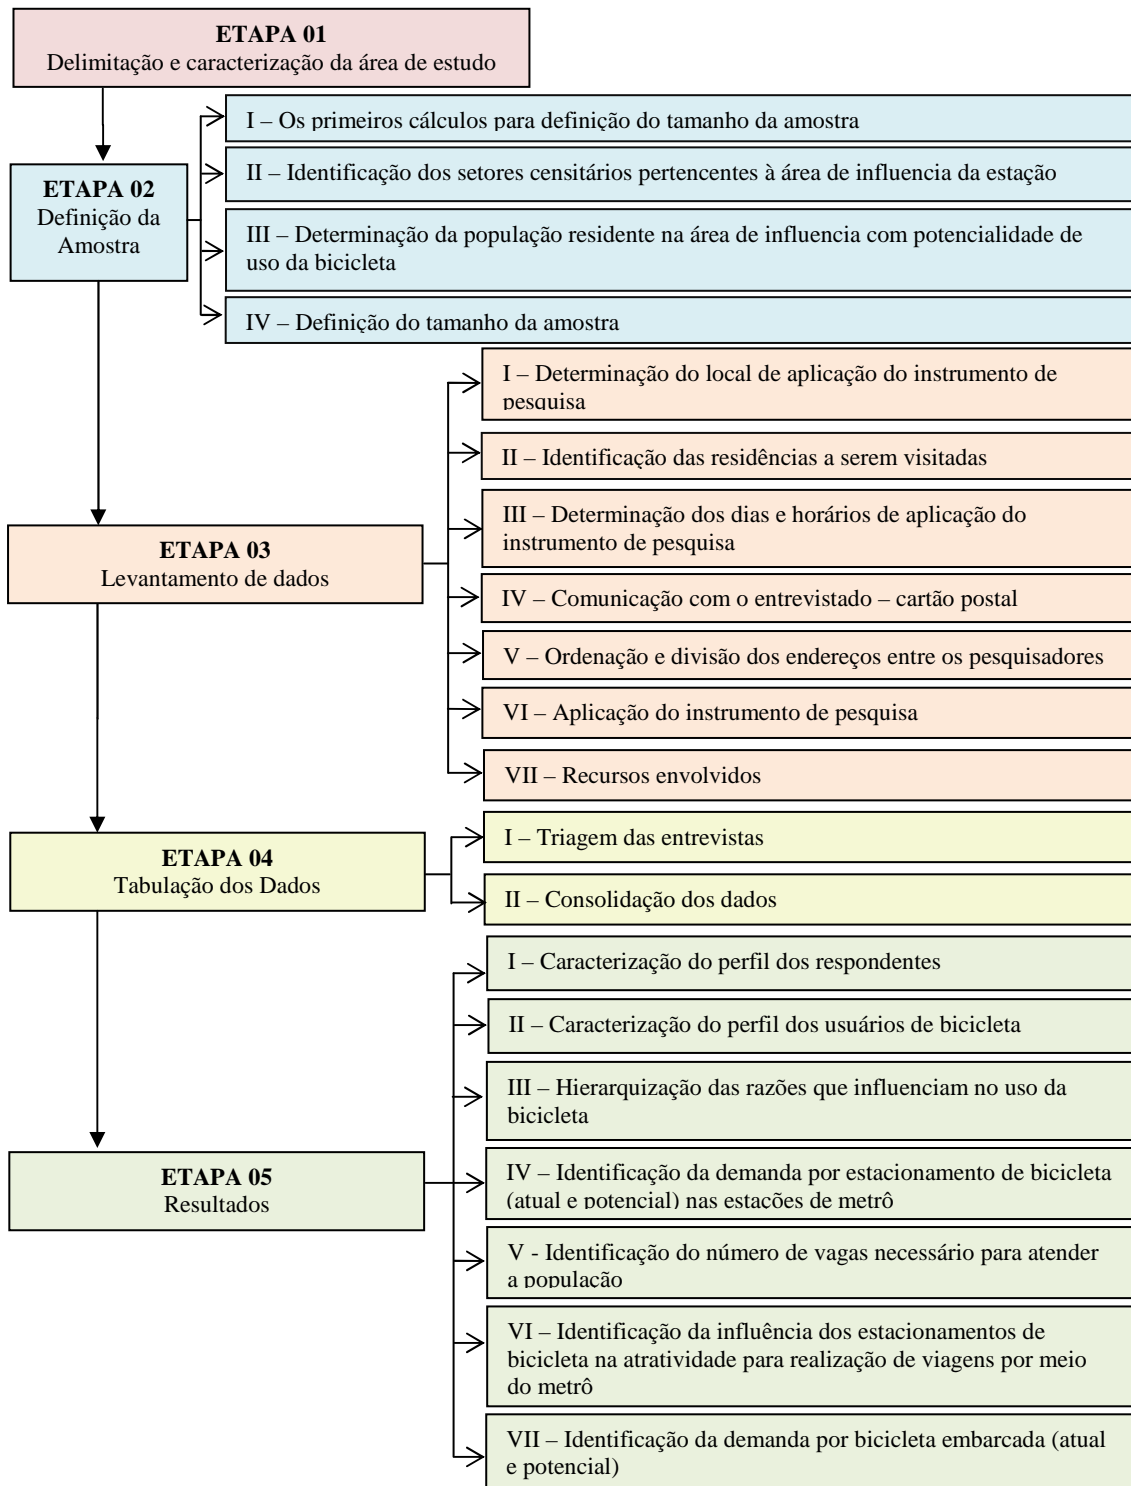 ETAPA 01
Delimitação e caracterização da área de estudo
I – Os primeiros cálculos para definição do tamanho da amostra
II – Identificação dos setores censitários pertencentes à área de influencia da estação
ETAPA 02
Definição da
Amostra
III – Determinação da população residente na área de influencia com potencialidade de
uso da bicicleta
IV – Definição do tamanho da amostra
I – Determinação do local de aplicação do instrumento de
pesquisa
II – Identificação das residências a serem visitadas
III – Determinação dos dias e horários de aplicação do
instrumento de pesquisa
ETAPA 03
Levantamento de dados
IV – Comunicação com o entrevistado – cartão postal
V – Ordenação e divisão dos endereços entre os pesquisadores
VI – Aplicação do instrumento de pesquisa
VII – Recursos envolvidos
ETAPA 04
Tabulação dos Dados
I – Triagem das entrevistas
II – Consolidação dos dados
I – Caracterização do perfil dos respondentes
II – Caracterização do perfil dos usuários de bicicleta
III – Hierarquização das razões que influenciam no uso da
bicicleta
ETAPA 05
Resultados
IV – Identificação da demanda por estacionamento de bicicleta
(atual e potencial) nas estações de metrô
V - Identificação do número de vagas necessário para atender
a população
VI – Identificação da influência dos estacionamentos de
bicicleta na atratividade para realização de viagens por meio
do metrô
VII – Identificação da demanda por bicicleta embarcada (atual
e potencial)